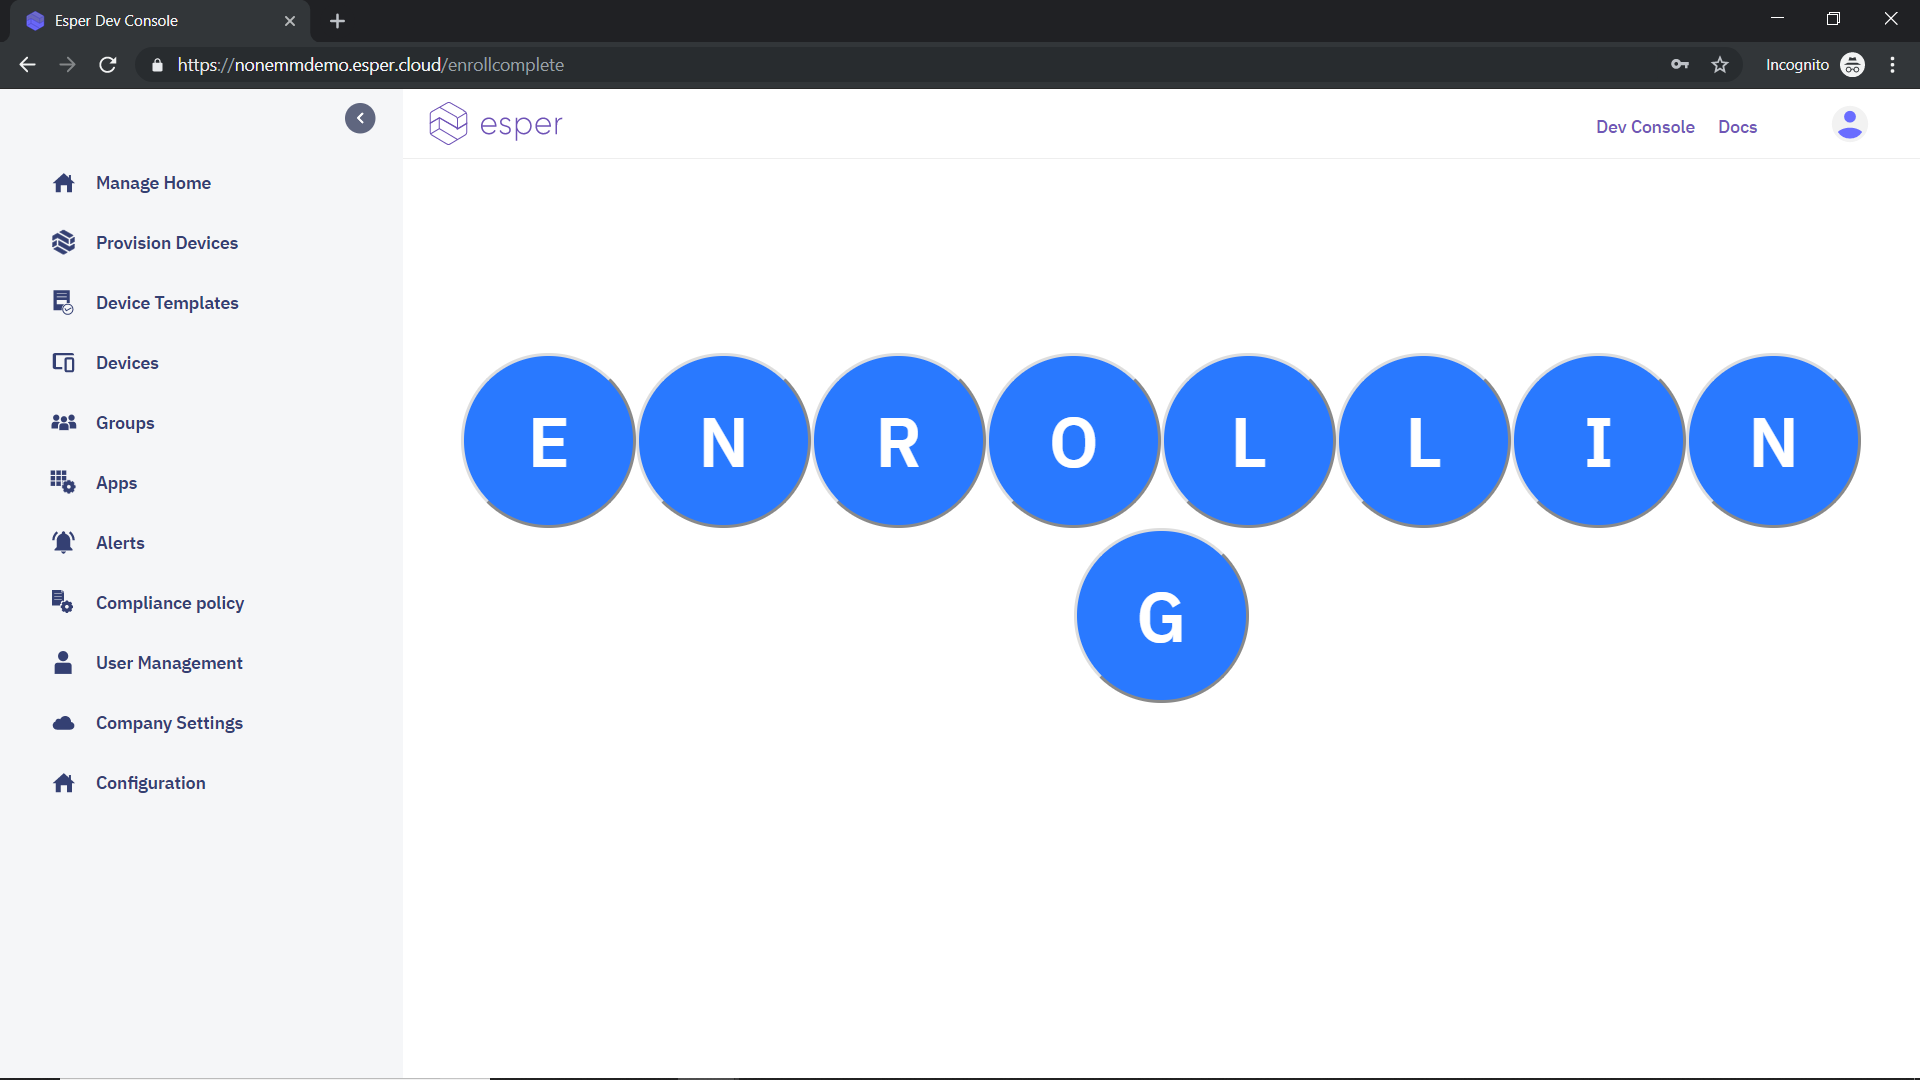 Esper Dev Console
https://nonemmdemo.esper.cloud/enrollcomplete
Incognito
esper
Dev Console
Docs
Manage Home
Provision Devices
Device Templates
Devices
Groups
Apps
Alerts
Compliance policy
User Management
Company Settings
Configuration
E N R O L L I N
G